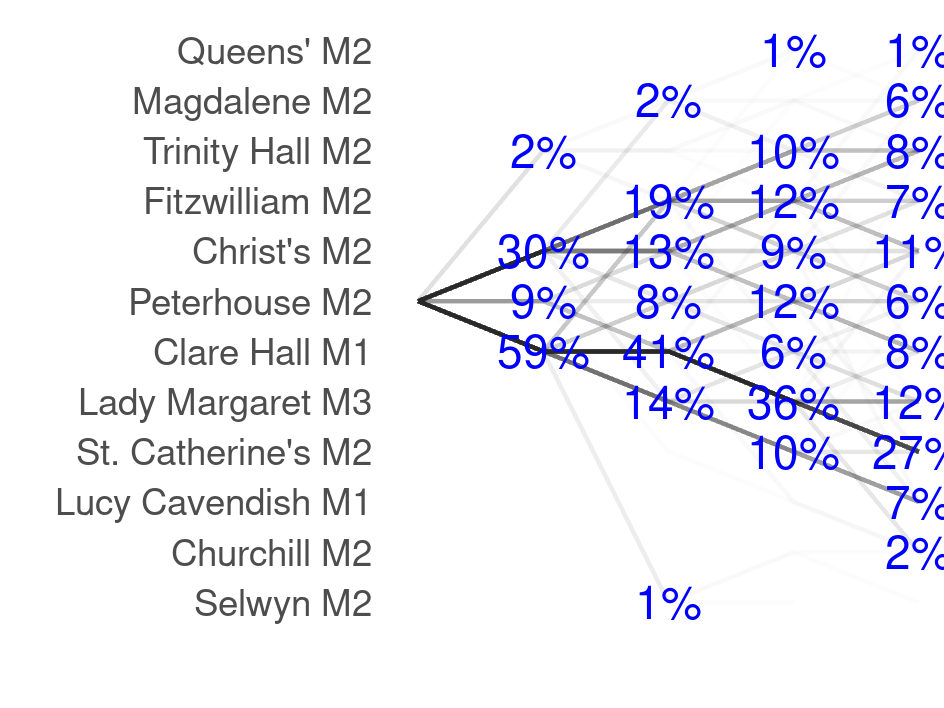 Queens' M2 1% 1%
Magdalene M2 2% 6%
Trinity Hall M2 2% 10% 8%
Fitzwilliam M2 19% 12% 7%
Christ's M2 30% 13% 9% 11%
Peterhouse M2 9% 8% 12% 6%
Clare Hall M1 59% 41% 6% 8%
Lady Margaret M3 14% 36% 12%
St. Catherine's M2 10% 27%
Lucy Cavendish M1 7%
Churchill M2 2%
Selwyn M2 1%